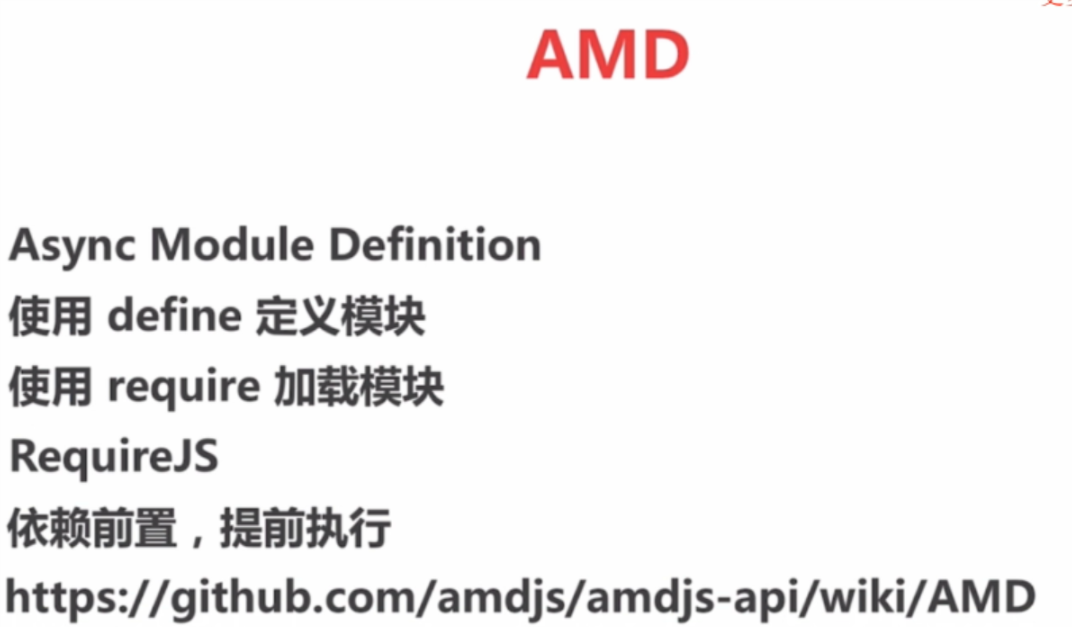 AMD
Async Module Definition
使用 define 定义模块
使用 require 加载模块
RequireJS
依赖前置，提前执行
https://github.com/amdjs/amdjs-api/wiki/AMD